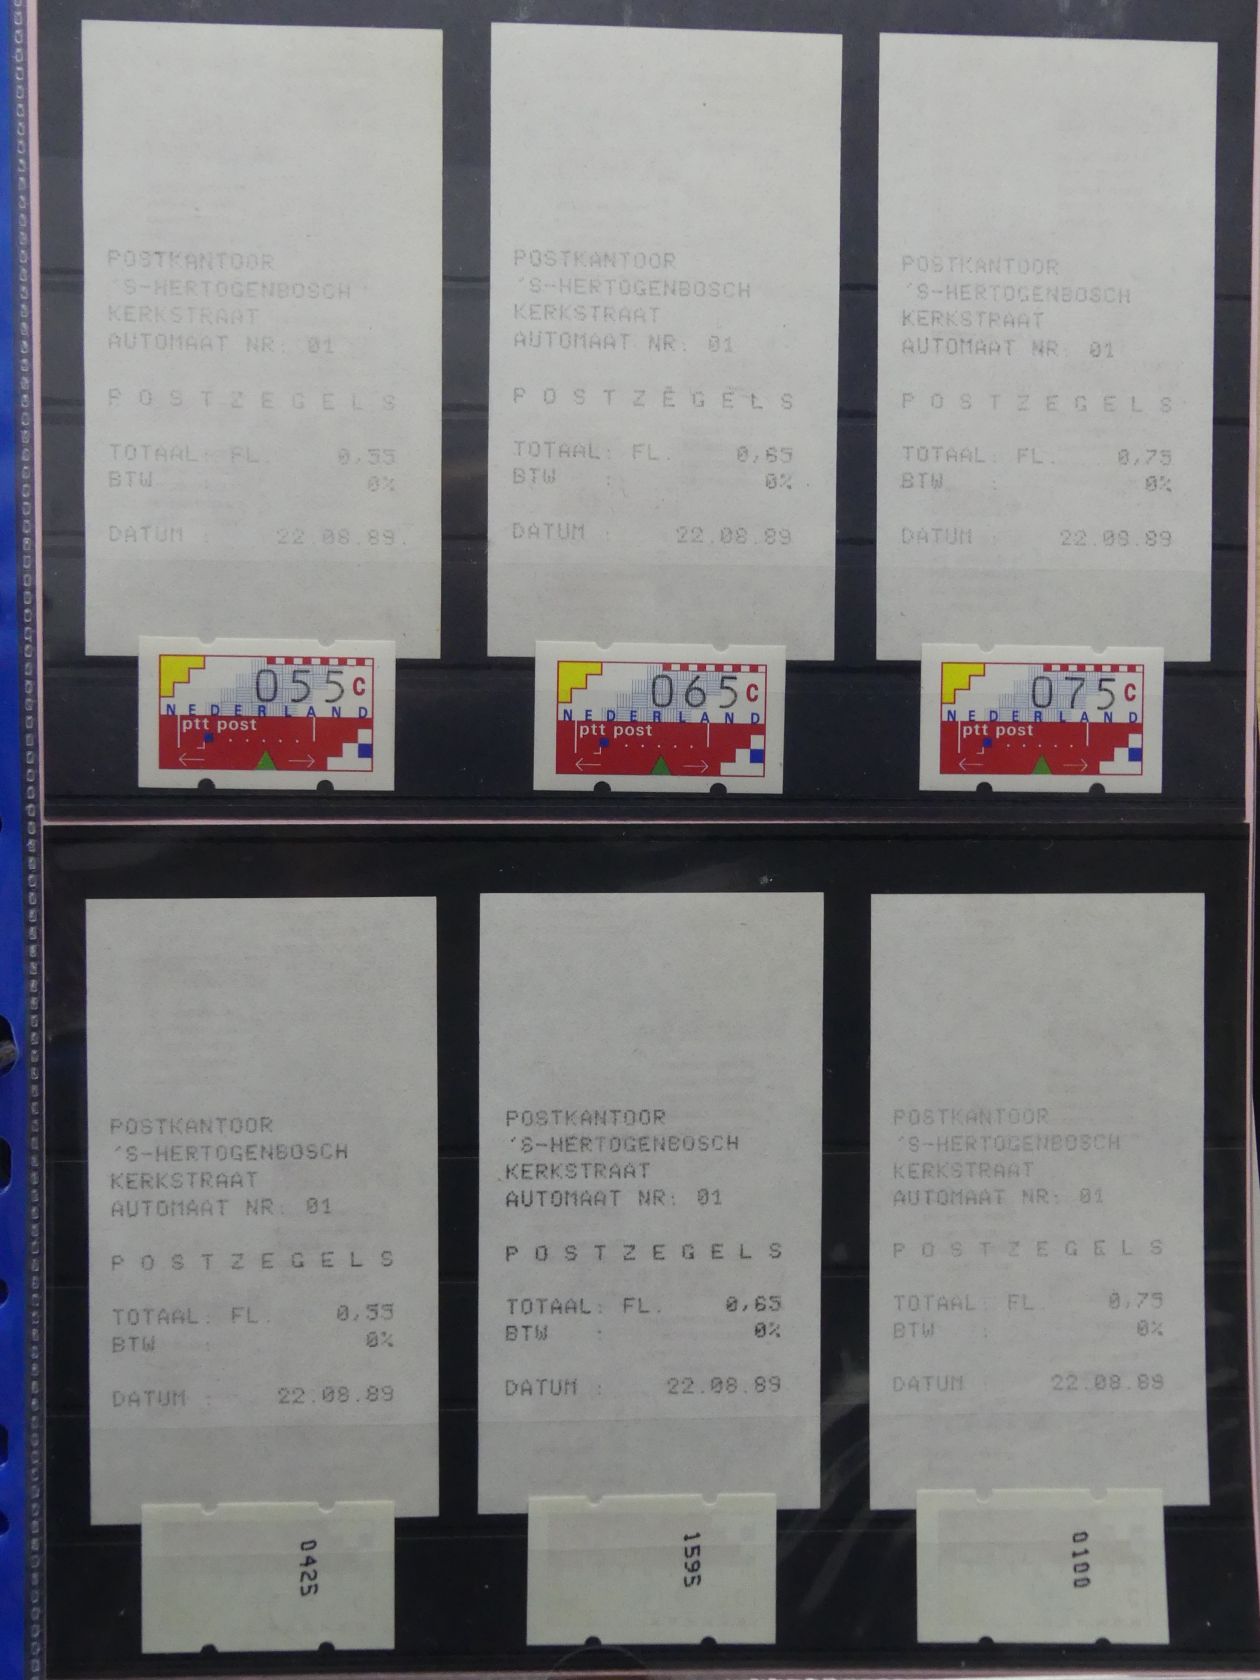 POSTKANTOOR
'S-HERTOGENBOSCH
KERKSTRAAT
AUTOMAAT NR: 01
POSTZEGELS
TOTAAL: FL. 0,55
BTW 0%
DATUM : 22.08.89.
055 C
NEDERLAND
ptt post
POSTKANTOOR
'S-HERTOGENBOSCH
KERKSTRAAT
AUTOMAAT NR: 01
POSTZEGELS
TOTAAL: FL. 0,65
BTW : 0%
DATUM : 22.08.89
065 C
NEDERLAND
ptt post
POSTKANTOOR
'S-HERTOGENBOSCH
KERKSTRAAT
AUTOMAAT NR: 01
POSTZEGELS
TOTAAL: FL. 0,75
BTW : 0%
DATUM : 22.08.89
075 C
NEDERLAND
ptt post
POSTKANTOOR
'S-HERTOGENBOSCH
KERKSTRAAT
AUTOMAAT NR: 01
POSTZEGELS
TOTAAL: FL. 0,55
BTW : 0%
DATUM : 22.08.89
0425
POSTKANTOOR
'S-HERTOGENBOSCH
KERKSTRAAT
AUTOMAAT NR: 01
POSTZEGELS
TOTAAL: FL. 0,65
BTW : 0%
DATUM : 22.08.89
1595
POSTKANTOOR
'S-HERTOGENBOSCH
KERKSTRAAT
AUTOMAAT NR: 01
POSTZEGELS
TOTAAL: FL 0,75
BTW : 0%
DATUM : 22.08.89
0100